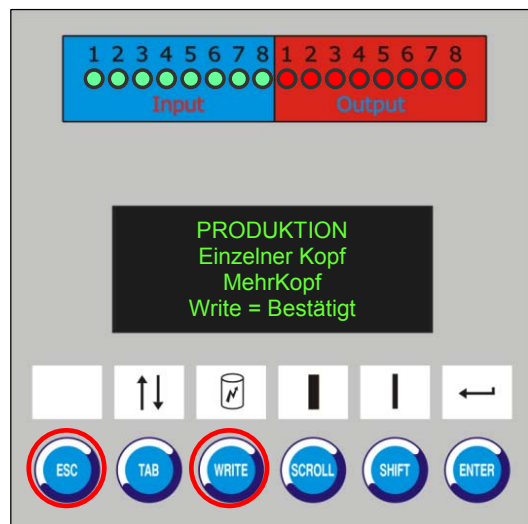 1 2 3 4 5 6 7 8 1 2 3 4 5 6 7 8
Input Output
PRODUKTION
Einzelner Kopf
MehrKopf
Write = Bestätigt
ESC TAB WRITE SCROLL SHIFT ENTER